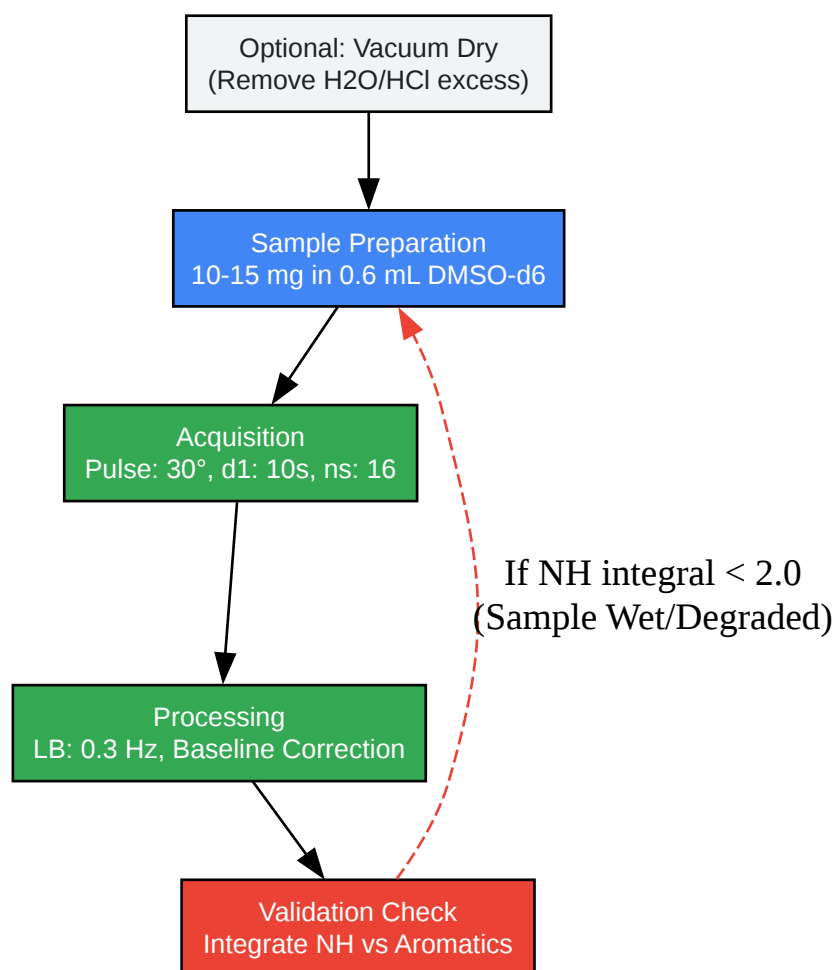 Optional: Vacuum Dry
(Remove H2O/HCl excess)
Sample Preparation
10-15 mg in 0.6 mL DMSO-d6
Acquisition
Pulse: 30°, d1: 10s, ns: 16
If NH integral < 2.0
(Sample Wet/Degraded)
Processing
LB: 0.3 Hz, Baseline Correction
Validation Check
Integrate NH vs Aromatics